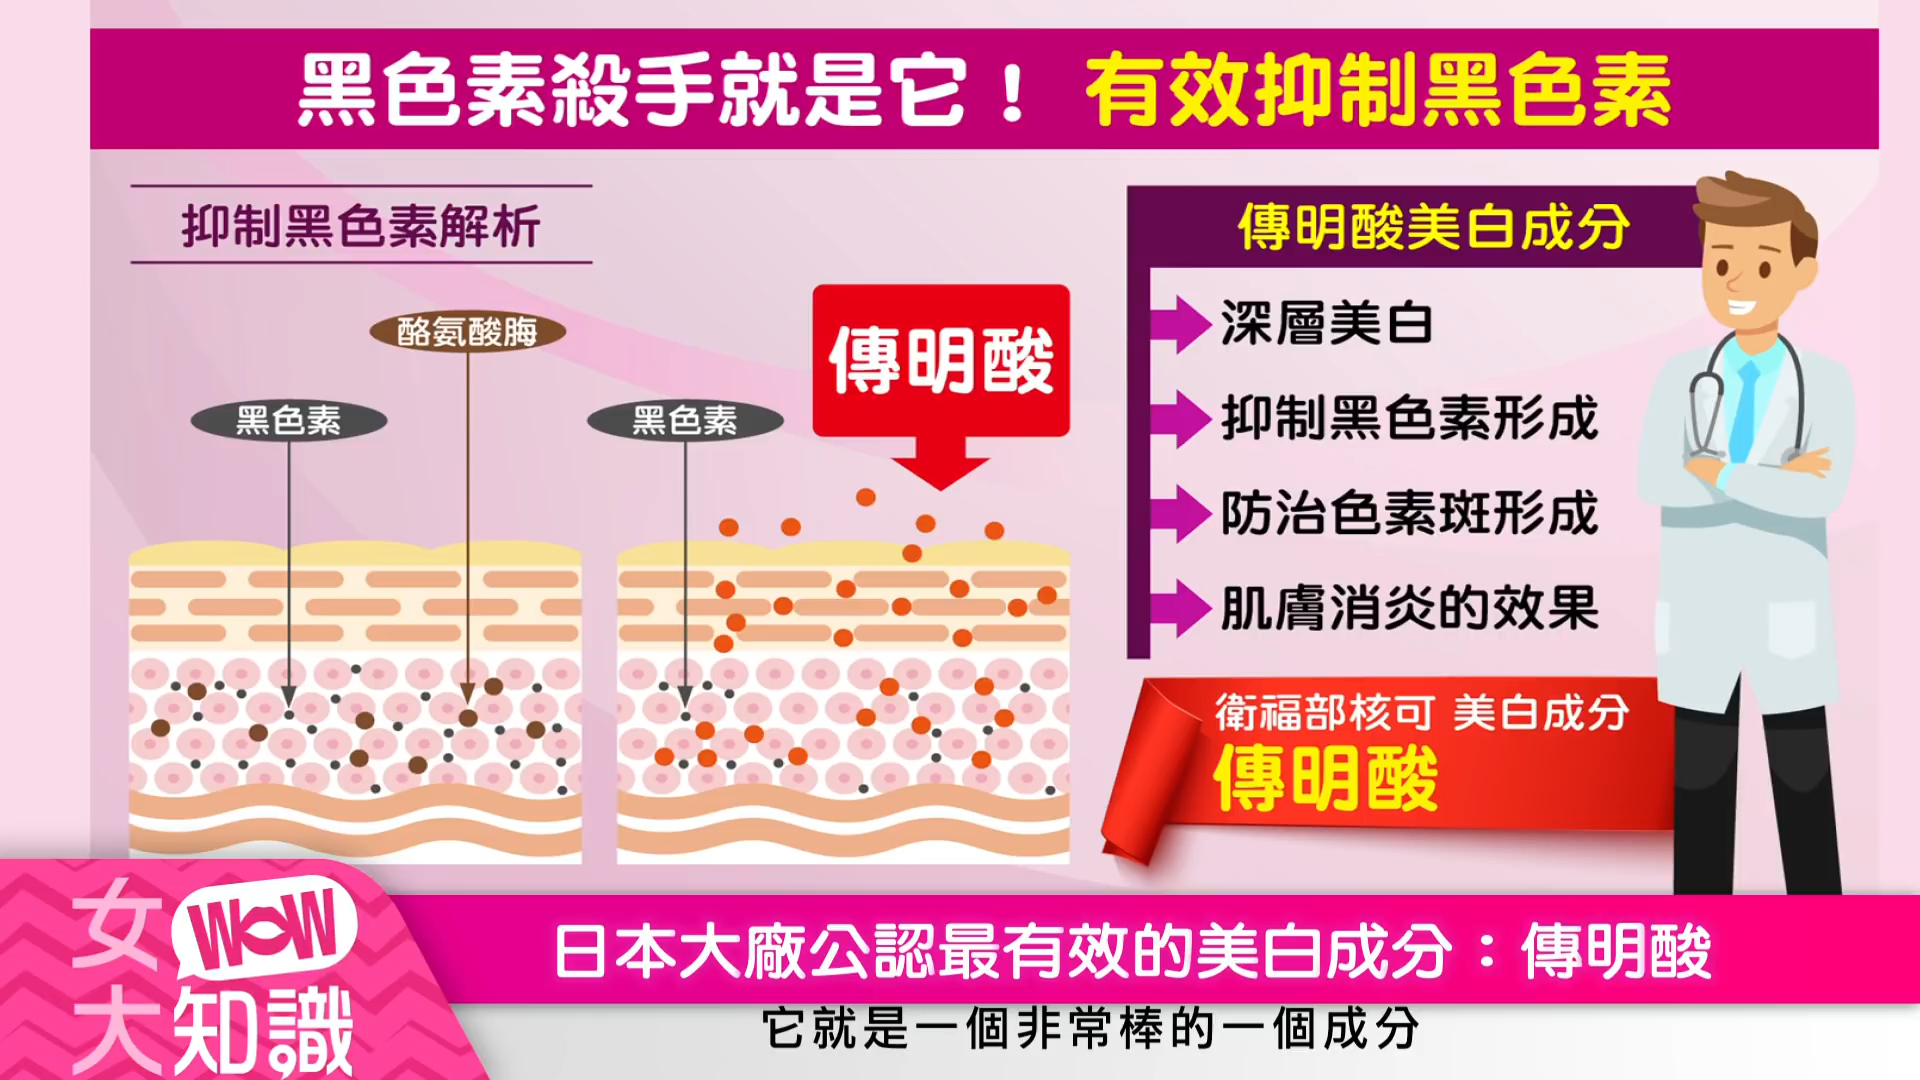 黑色素殺手就是它！ 有效抑制黑色素
抑制黑色素解析
酪氨酸脢
黑色素
黑色素
傳明酸
傳明酸美白成分
深層美白
抑制黑色素形成
防治色素斑形成
肌膚消炎的效果
衛福部核可 美白成分
傳明酸
女大 WOW 知識
日本大廠公認最有效的美白成分：傳明酸
它就是一個非常棒的一個成分